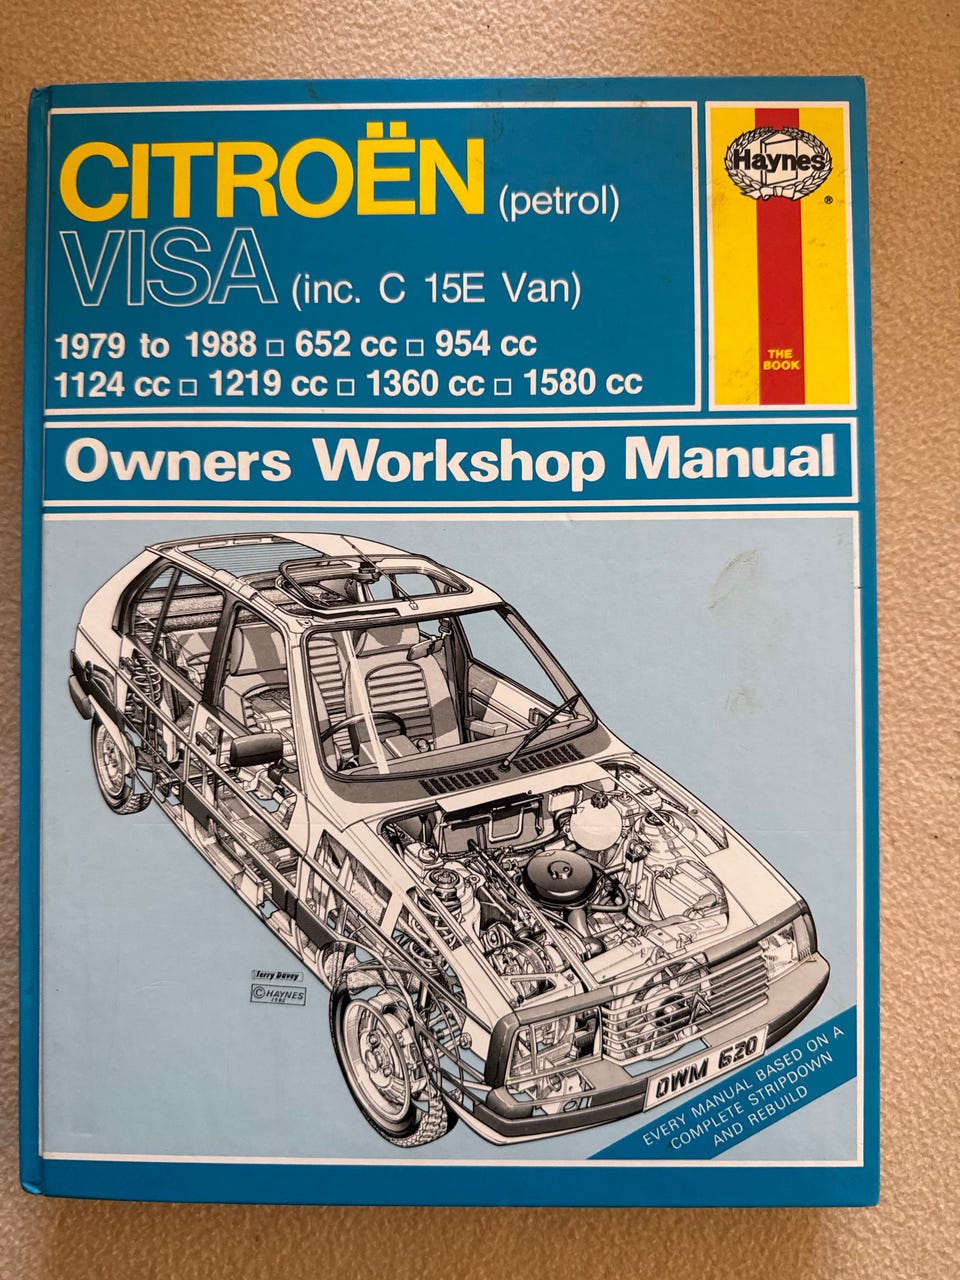 CITROËN (petrol)
VISA (inc. C 15E Van)
1979 to 1988 □ 652 cc □ 954 cc
1124 cc □ 1219 cc □ 1360 cc □ 1580 cc
Haynes
®
THE
BOOK
Owners Workshop Manual
Terry Davey
© HAYNES
1982
OWM 620
EVERY MANUAL BASED ON A
COMPLETE STRIPDOWN
AND REBUILD